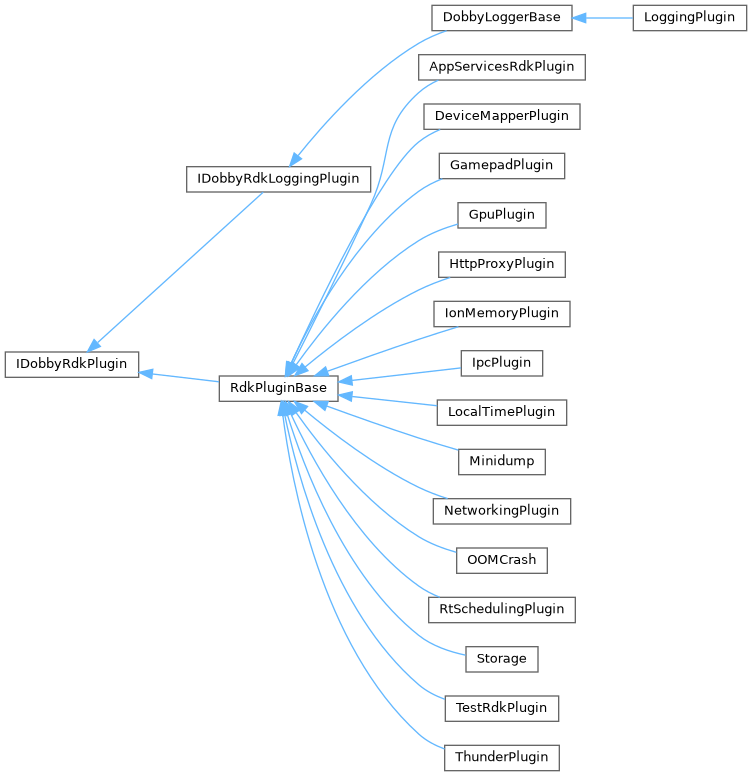 DobbyLoggerBase
LoggingPlugin
AppServicesRdkPlugin
DeviceMapperPlugin
GamepadPlugin
IDobbyRdkLoggingPlugin
GpuPlugin
HttpProxyPlugin
IonMemoryPlugin
IDobbyRdkPlugin
IpcPlugin
RdkPluginBase
LocalTimePlugin
Minidump
NetworkingPlugin
OOMCrash
RtSchedulingPlugin
Storage
TestRdkPlugin
ThunderPlugin